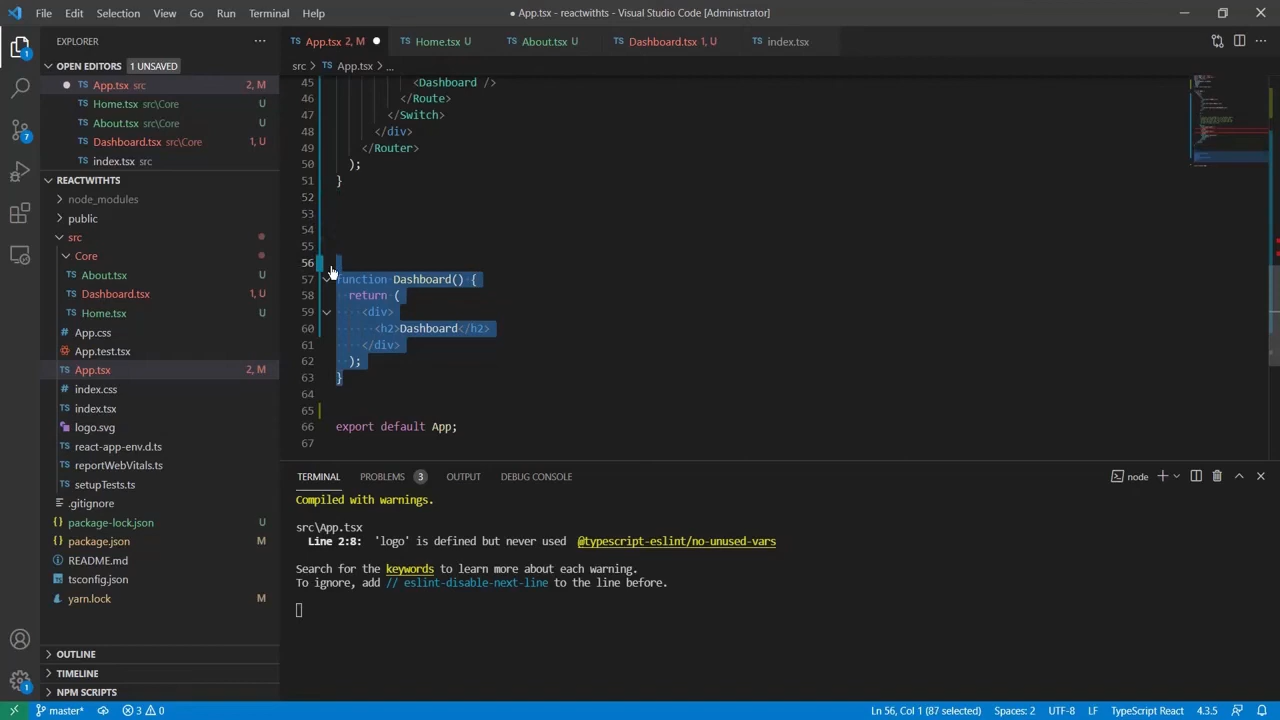 File Edit Selection View Go Run Terminal Help
● App.tsx - reactwithts - Visual Studio Code [Administrator]
EXPLORER
OPEN EDITORS 1 UNSAVED
App.tsx src 2, M
Home.tsx src\Core U
About.tsx src\Core U
Dashboard.tsx src\Core 1, U
index.tsx src
REACTWITHTS
node_modules
public
src
Core
About.tsx U
Dashboard.tsx 1, U
Home.tsx U
App.css
App.test.tsx
App.tsx 2, M
index.css
index.tsx
logo.svg
react-app-env.d.ts
reportWebVitals.ts
setupTests.ts
.gitignore
package-lock.json U
package.json M
README.md
tsconfig.json
yarn.lock M
OUTLINE
TIMELINE
NPM SCRIPTS
App.tsx 2, M Home.tsx U About.tsx U Dashboard.tsx 1, U index.tsx
src > App.tsx > ...
45 <Dashboard />
46 </Route>
47 </Switch>
48 </div>
49 </Router>
50 );
51 }
52
53
54
55
56
57 function Dashboard() {
58 return (
59 <div>
60 <h2>Dashboard</h2>
61 </div>
62 );
63 }
64
65
66 export default App;
67
TERMINAL PROBLEMS 3 OUTPUT DEBUG CONSOLE node
Compiled with warnings.
src\App.tsx
Line 2:8: 'logo' is defined but never used @typescript-eslint/no-unused-vars
Search for the keywords to learn more about each warning.
To ignore, add // eslint-disable-next-line to the line before.
1
7
1
master* 3 0 Ln 56, Col 1 (87 selected) Spaces: 2 UTF-8 LF TypeScript React 4.3.5